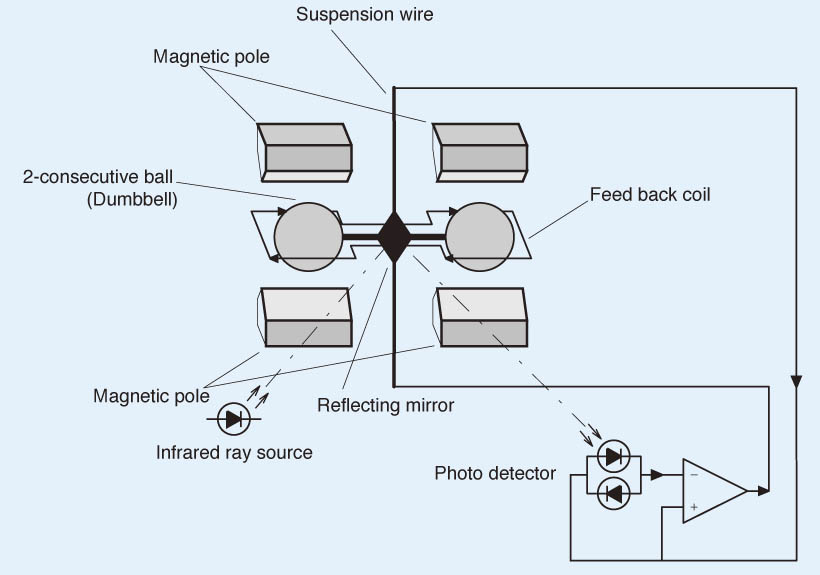 Suspension wire
Magnetic pole
2-consecutive ball
(Dumbbell)
Feed back coil
Magnetic pole
Reflecting mirror
Infrared ray source
Photo detector
−
+